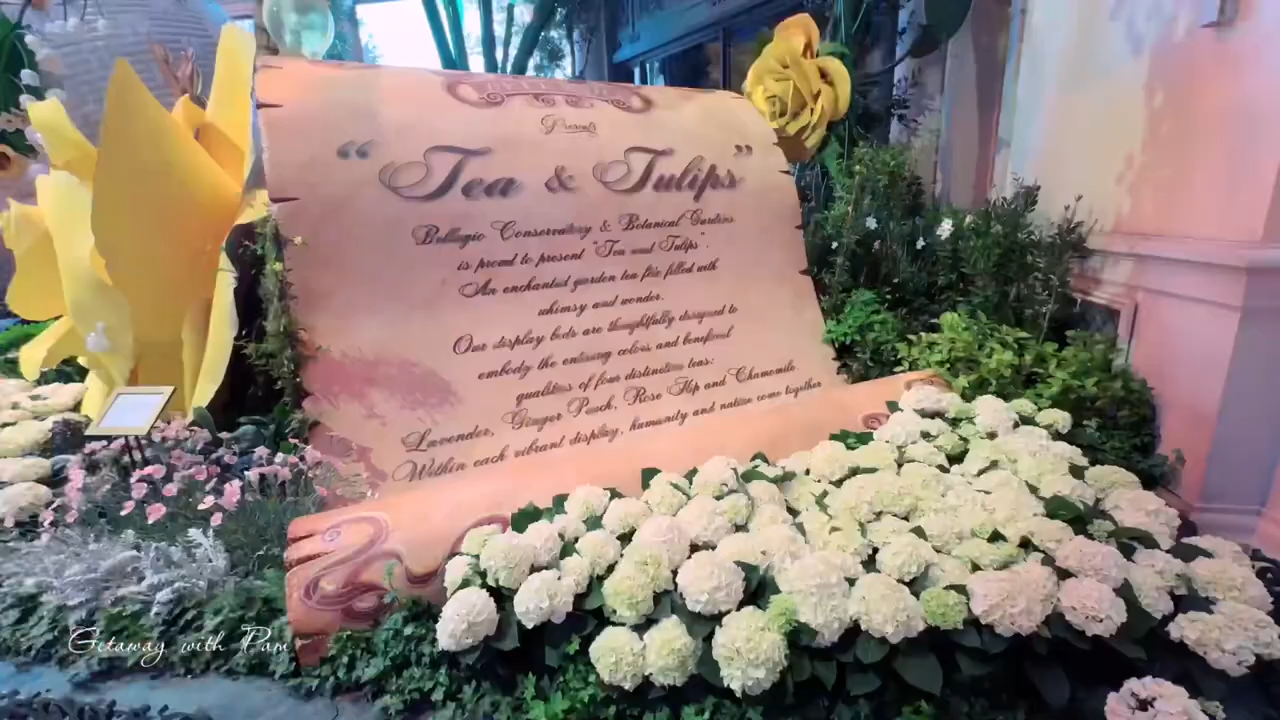 Presents
“Tea & Tulips”
Bellagio Conservatory & Botanical Gardens
is proud to present "Tea and Tulips".
An enchanted garden tea fête filled with
whimsy and wonder.
Our display beds are thoughtfully designed to
embody the enticing colors and beneficial
qualities of four distinctive teas:
Lavender, Ginger Peach, Rose Hip and Chamomile.
Within each vibrant display, humanity and nature come together
Getaway with Pam